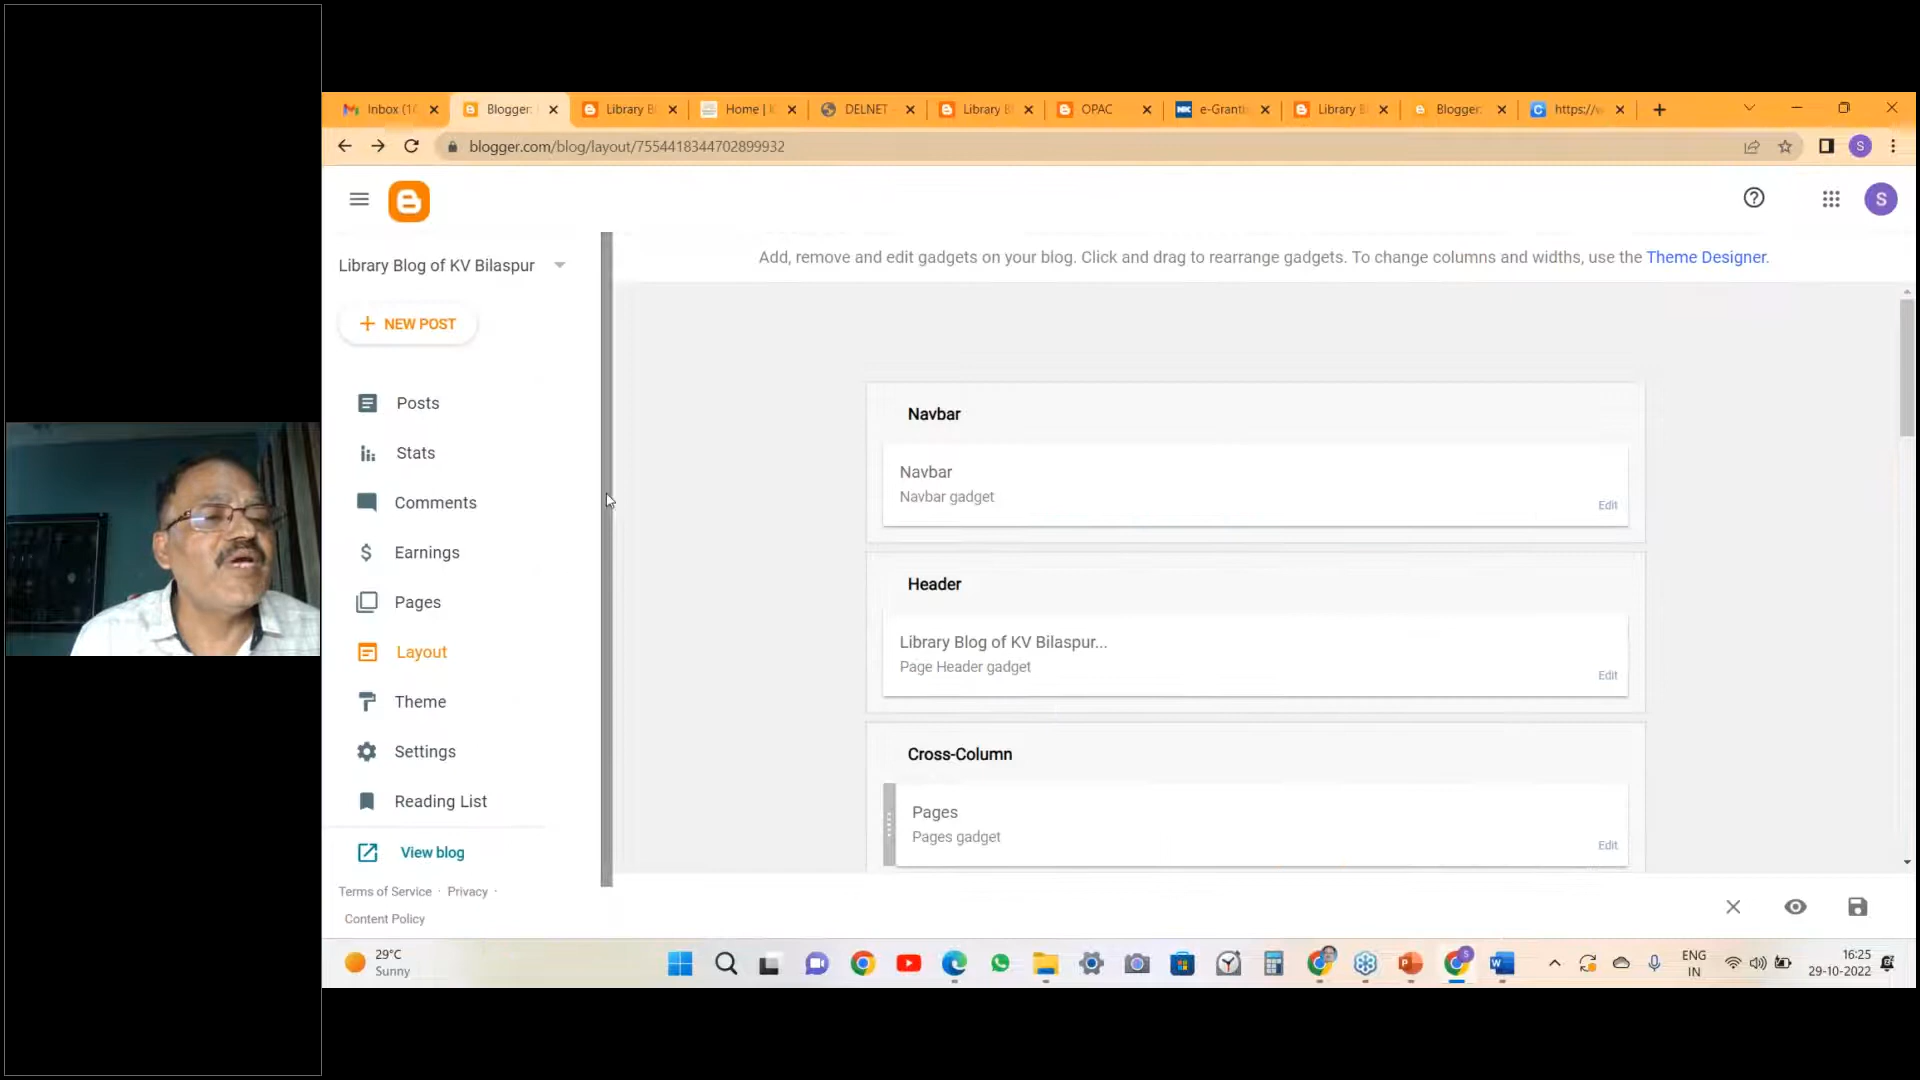 Inbox (1
Blogger:
Library B
Home | K
DELNET
Library B
OPAC
e-Granti
Library B
Blogger:
https://w
blogger.com/blog/layout/7554418344702899932
S
S
Library Blog of KV Bilaspur
NEW POST
Posts
Stats
Comments
Earnings
Pages
Layout
Theme
Settings
Reading List
View blog
Terms of Service · Privacy ·
Content Policy
Add, remove and edit gadgets on your blog. Click and drag to rearrange gadgets. To change columns and widths, use the Theme Designer.
Navbar
Navbar
Navbar gadget
Edit
Header
Library Blog of KV Bilaspur...
Page Header gadget
Edit
Cross-Column
Pages
Pages gadget
Edit
29°C
Sunny
ENG
IN
16:25
29-10-2022